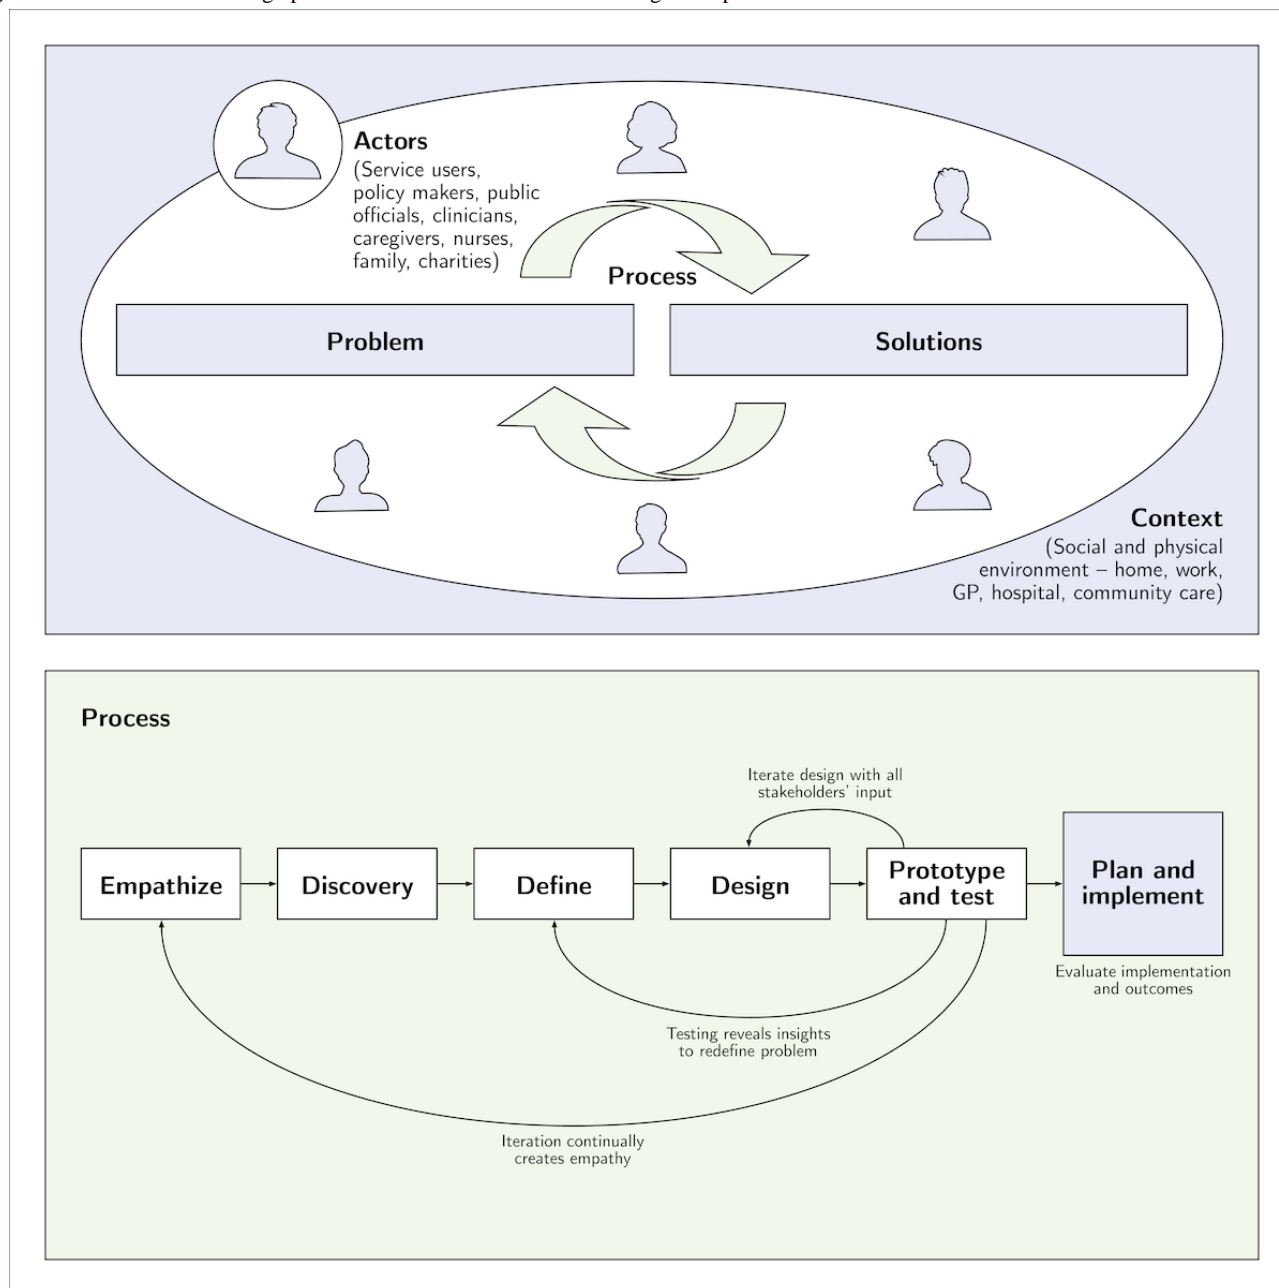 Actors
(Service users,
policy makers, public
officials, clinicians,
caregivers, nurses,
family, charities)
Process
Problem
Solutions
Context
(Social and physical
environment – home, work,
GP, hospital, community care)
Process
Iterate design with all
stakeholders' input
Empathize
Discovery
Define
Design
Prototype
and test
Plan and
implement
Evaluate implementation
and outcomes
Testing reveals insights
to redefine problem
Iteration continually
creates empathy